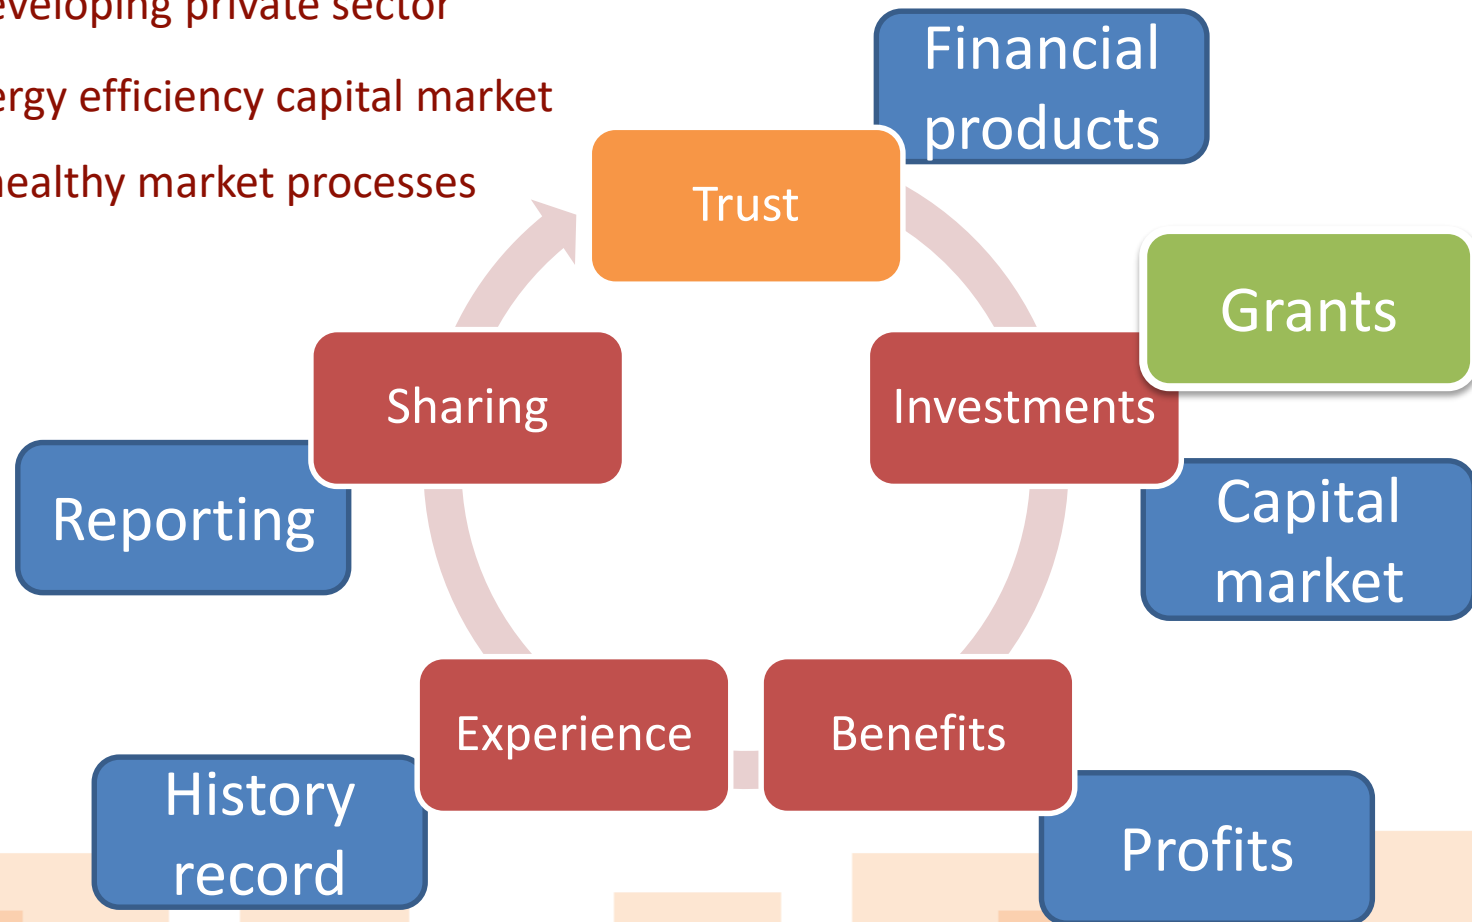 eveloping private sector
ergy efficiency capital market
healthy market processes
Financial
products
Trust
Grants
Sharing
Investments
Reporting
Capital
market
Experience
Benefits
History
record
Profits